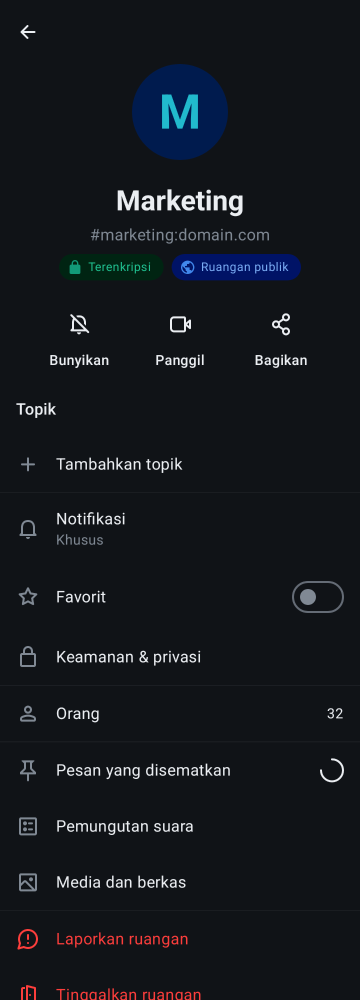 M
Marketing
#marketing:domain.com
Terenkripsi
Ruangan publik
Bunyikan
Panggil
Bagikan
Topik
Tambahkan topik
Notifikasi
Khusus
Favorit
Keamanan & privasi
Orang
32
Pesan yang disematkan
Pemungutan suara
Media dan berkas
Laporkan ruangan
Tinggalkan ruangan